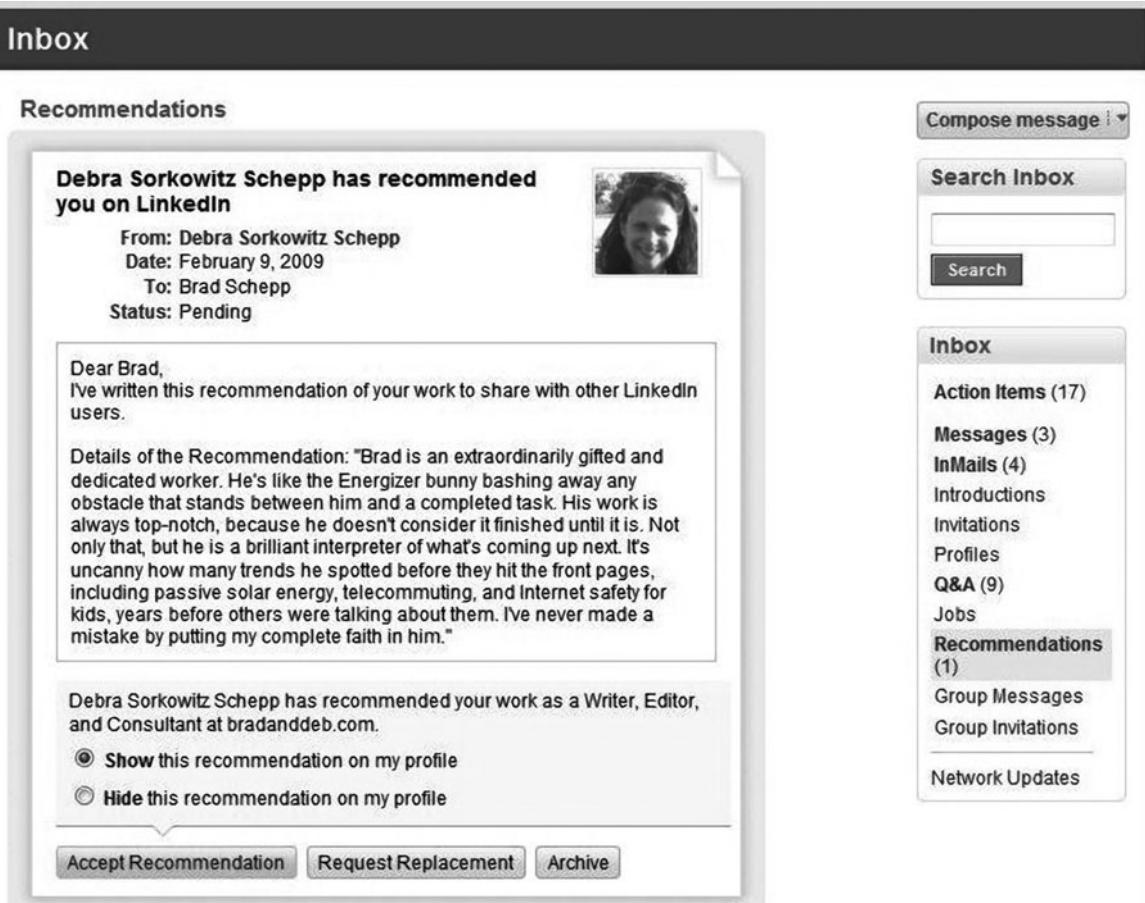 Inbox
Recommendations
Debra Sorkowitz Schepp has recommended
you on LinkedIn
From: Debra Sorkowitz Schepp
Date: February 9, 2009
To: Brad Schepp
Status: Pending
Dear Brad,
I've written this recommendation of your work to share with other LinkedIn
users.
Details of the Recommendation: "Brad is an extraordinarily gifted and
dedicated worker. He's like the Energizer bunny bashing away any
obstacle that stands between him and a completed task. His work is
always top-notch, because he doesn't consider it finished until it is. Not
only that, but he is a brilliant interpreter of what's coming up next. It's
uncanny how many trends he spotted before they hit the front pages,
including passive solar energy, telecommuting, and Internet safety for
kids, years before others were talking about them. I've never made a
mistake by putting my complete faith in him."
Debra Sorkowitz Schepp has recommended your work as a Writer, Editor,
and Consultant at bradanddeb.com.
Show this recommendation on my profile
Hide this recommendation on my profile
Accept Recommendation
Request Replacement
Archive
Compose message
Search Inbox
Search
Inbox
Action Items (17)
Messages (3)
InMails (4)
Introductions
Invitations
Profiles
Q&A (9)
Jobs
Recommendations
(1)
Group Messages
Group Invitations
Network Updates